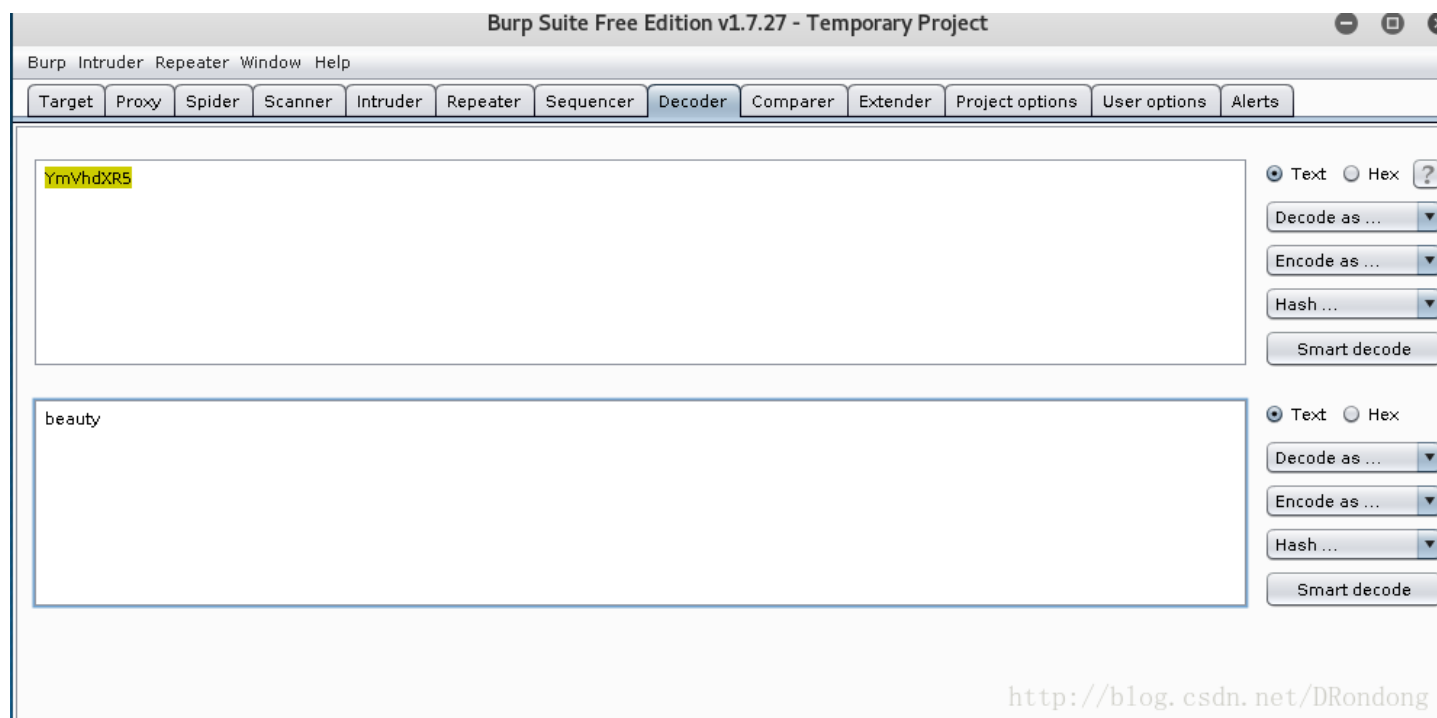 Burp Suite Free Edition v1.7.27 - Temporary Project
Burp Intruder Repeater Window Help
Target Proxy Spider Scanner Intruder Repeater Sequencer Decoder Comparer Extender Project options User options Alerts
YmVhdXR5
Text Hex ?
Decode as ...
Encode as ...
Hash ...
Smart decode
beauty
Text Hex
Decode as ...
Encode as ...
Hash ...
Smart decode
http://blog.csdn.net/DRondong